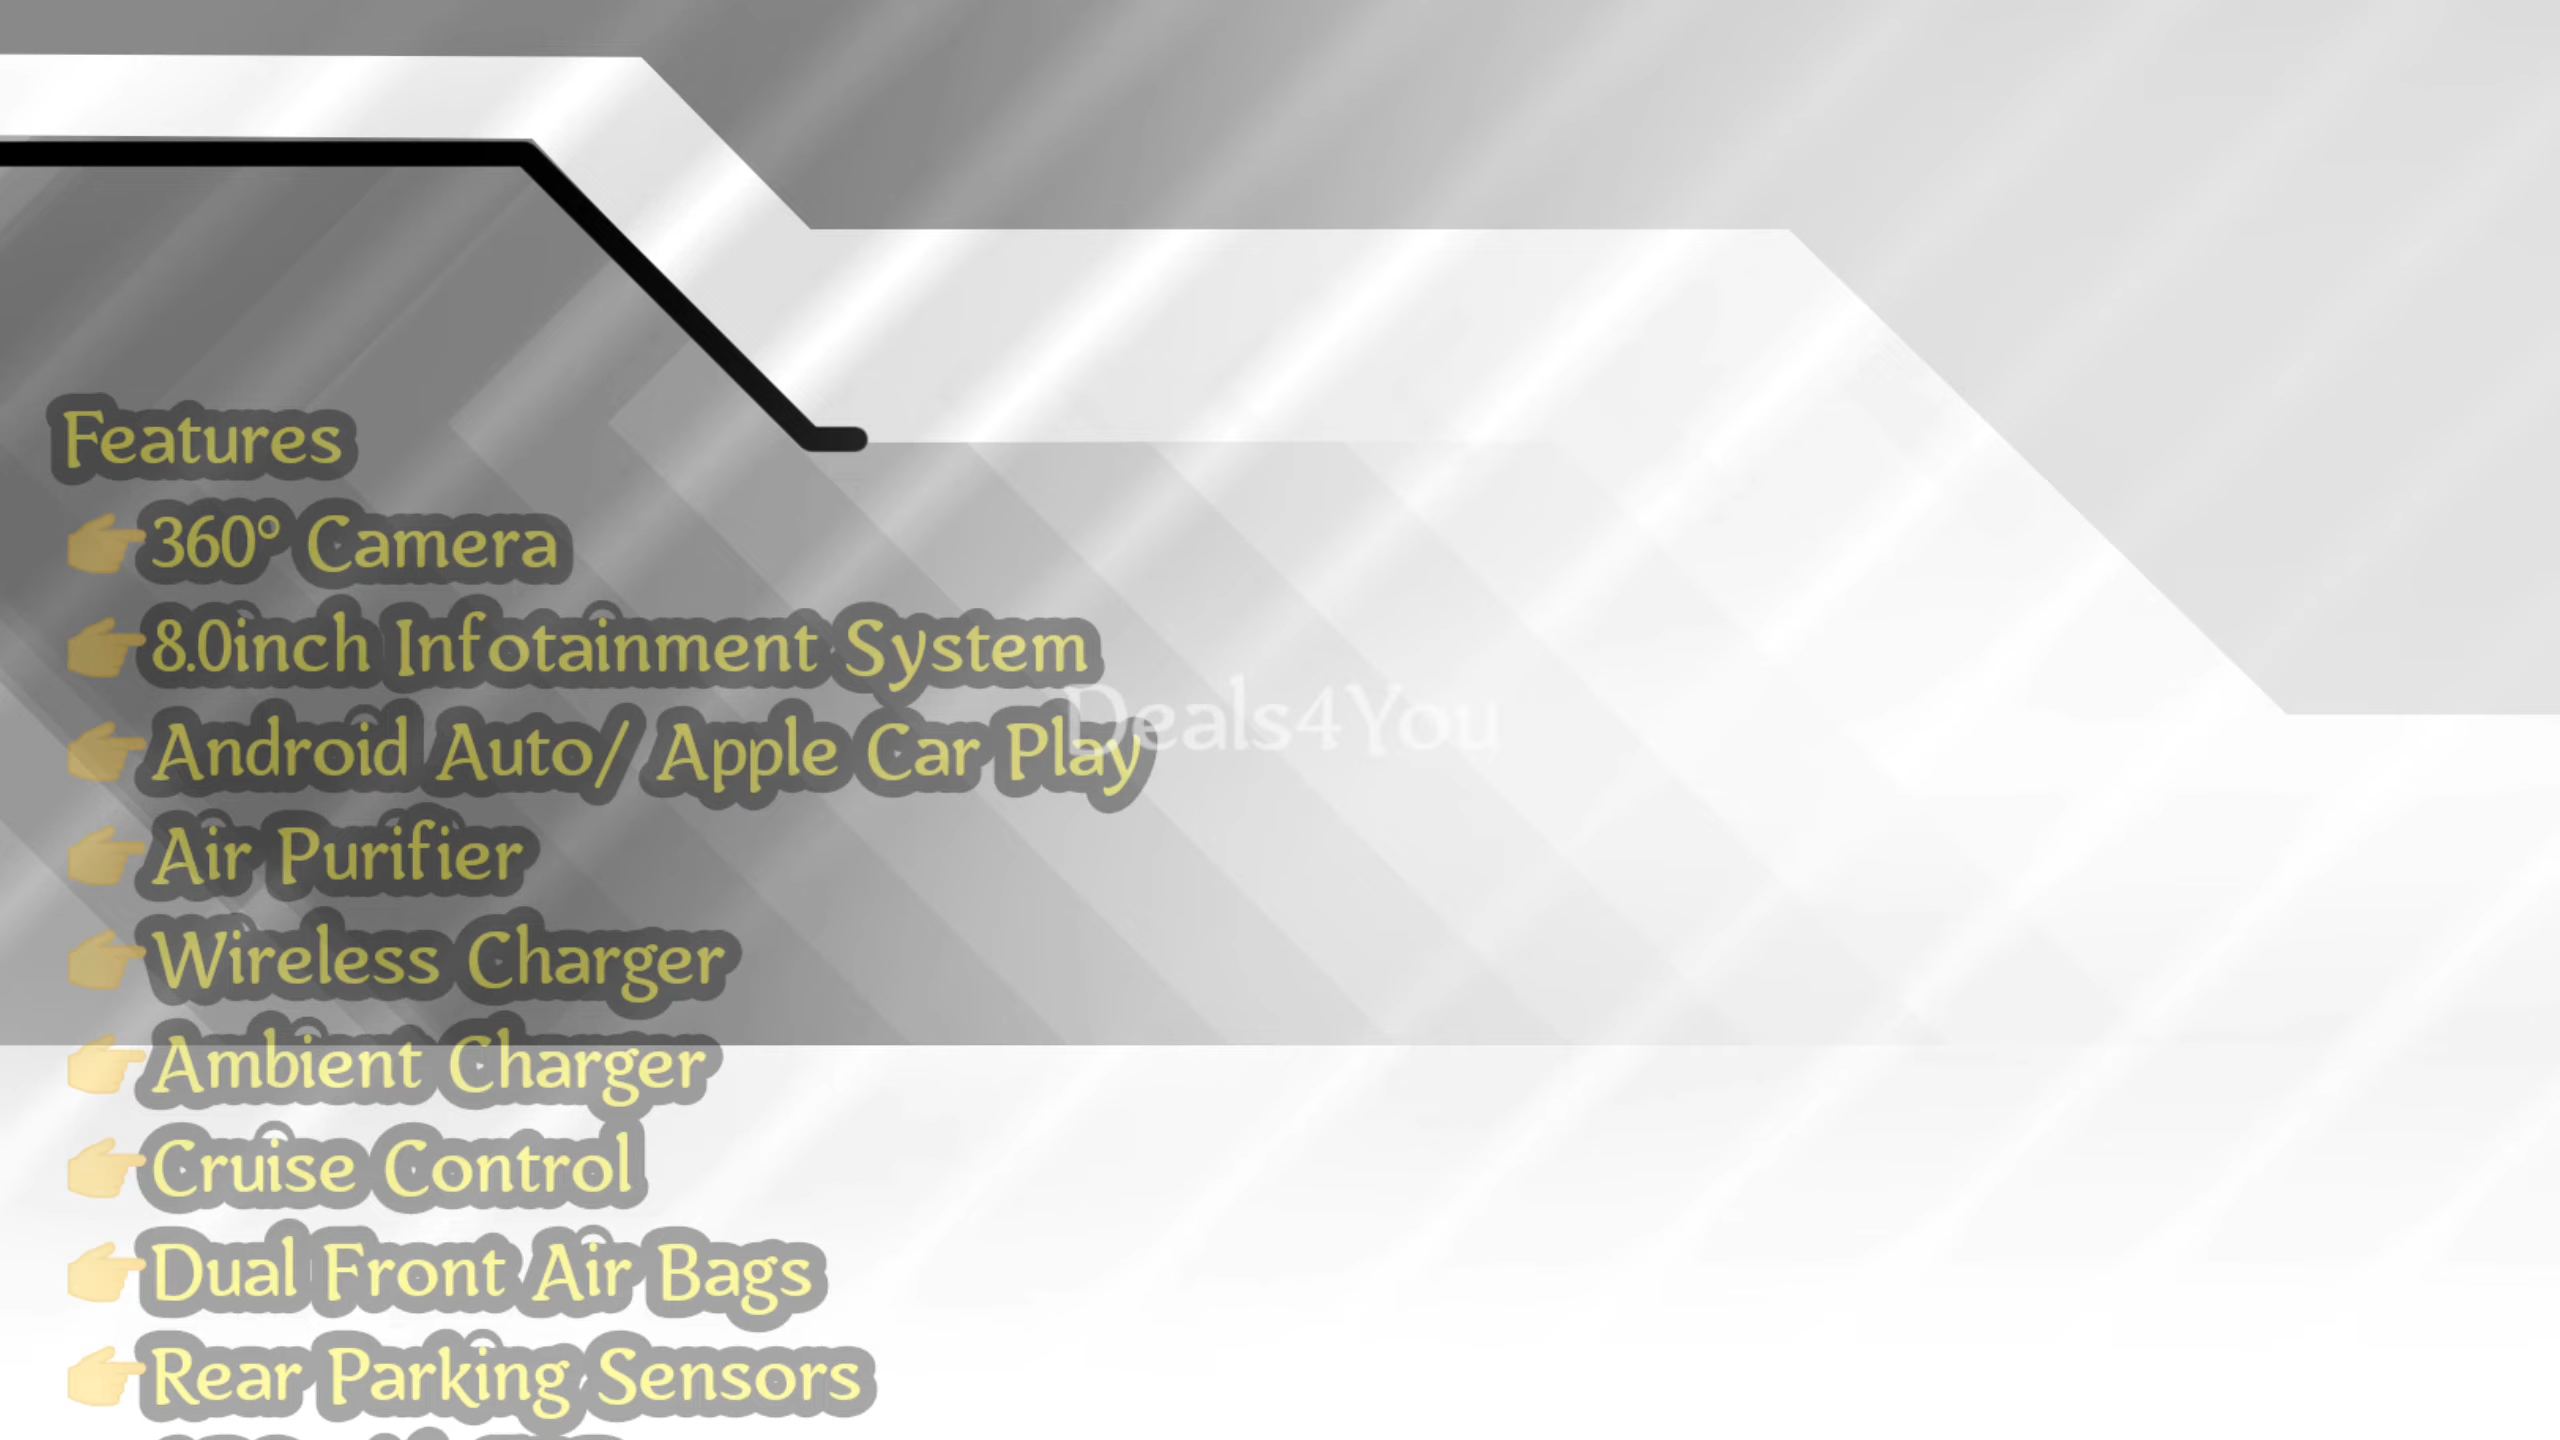 Features
👉360° Camera
👉8.0inch Infotainment System
Deals4You
👉Android Auto/ Apple Car Play
👉Air Purifier
👉Wireless Charger
👉Ambient Charger
👉Cruise Control
👉Dual Front Air Bags
👉Rear Parking Sensors